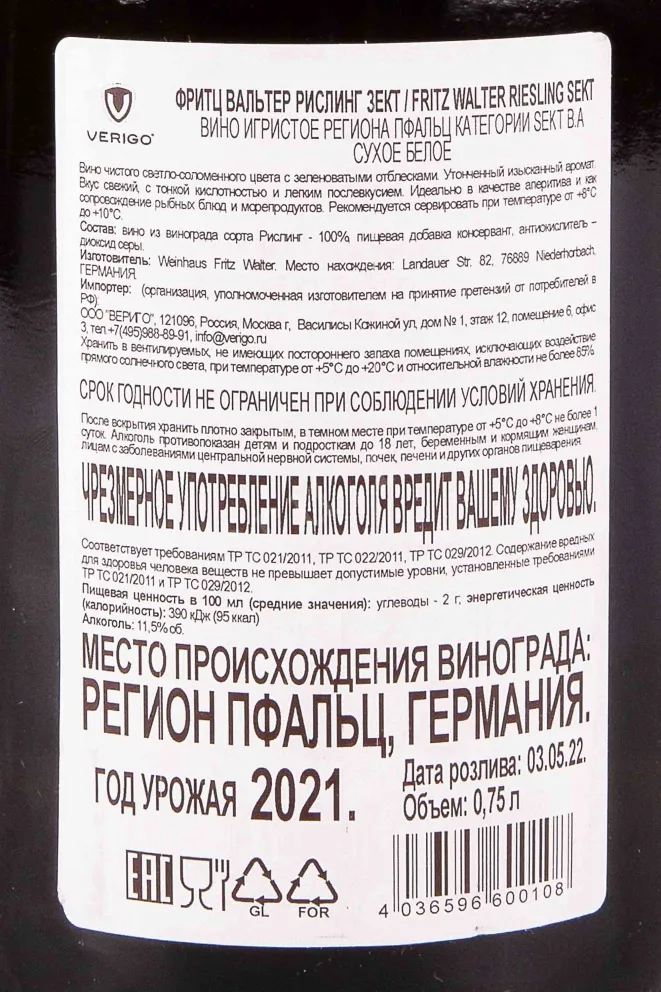 VERIGO®
ФРИТЦ ВАЛЬТЕР РИСЛИНГ ЗЕКТ / FRITZ WALTER RIESLING SEKT
ВИНО ИГРИСТОЕ РЕГИОНА ПФАЛЬЦ КАТЕГОРИИ SEKT B.A
СУХОЕ БЕЛОЕ
Вино чистого светло-соломенного цвета с зеленоватыми отблесками. Утонченный изысканный аромат.
Вкус свежий, с тонкой кислотностью и легким послевкусием. Идеально в качестве аперитива и как
сопровождение рыбных блюд и морепродуктов. Рекомендуется сервировать при температуре от +8°C
до +10°C.
Состав: вино из винограда сорта Рислинг - 100%, пищевая добавка консервант, антиокислитель –
диоксид серы.
Изготовитель: Weinhaus Fritz Walter. Место нахождения: Landauer Str. 82, 76889 Niederhorbach,
ГЕРМАНИЯ.
Импортер: (организация, уполномоченная изготовителем на принятие претензий от потребителей в
РФ):
ООО "ВЕРИГО", 121096, Россия, Москва г, Василисы Кожиной ул, дом № 1, этаж 12, помещение 6, офис
3, тел.+7(495)988-89-91, info@verigo.ru
Хранить в вентилируемых, не имеющих постороннего запаха помещениях, исключающих воздействие
прямого солнечного света, при температуре от +5°C до +20°C и относительной влажности не более 85%.
СРОК ГОДНОСТИ НЕ ОГРАНИЧЕН ПРИ СОБЛЮДЕНИИ УСЛОВИЙ ХРАНЕНИЯ.
После вскрытия хранить плотно закрытым, в темном месте при температуре от +5°C до +8°C не более 1
суток. Алкоголь противопоказан детям и подросткам до 18 лет, беременным и кормящим женщинам,
лицам с заболеваниями центральной нервной системы, почек, печени и других органов пищеварения.
ЧРЕЗМЕРНОЕ УПОТРЕБЛЕНИЕ АЛКОГОЛЯ ВРЕДИТ ВАШЕМУ ЗДОРОВЬЮ.
Соответствует требованиям ТР ТС 021/2011, ТР ТС 022/2011, ТР ТС 029/2012. Содержание вредных
для здоровья человека веществ не превышает допустимые уровни, установленные требованиями
ТР ТС 021/2011 и ТР ТС 029/2012.
Пищевая ценность в 100 мл (средние значения): углеводы - 2 г, энергетическая ценность
(калорийность): 390 кДж (95 ккал)
Алкоголь: 11,5% об.
МЕСТО ПРОИСХОЖДЕНИЯ ВИНОГРАДА:
РЕГИОН ПФАЛЬЦ, ГЕРМАНИЯ.
ГОД УРОЖАЯ 2021.
Дата розлива: 03.05.22.
Объем: 0,75 л
EAC
GL
FOR
4 036596 600108